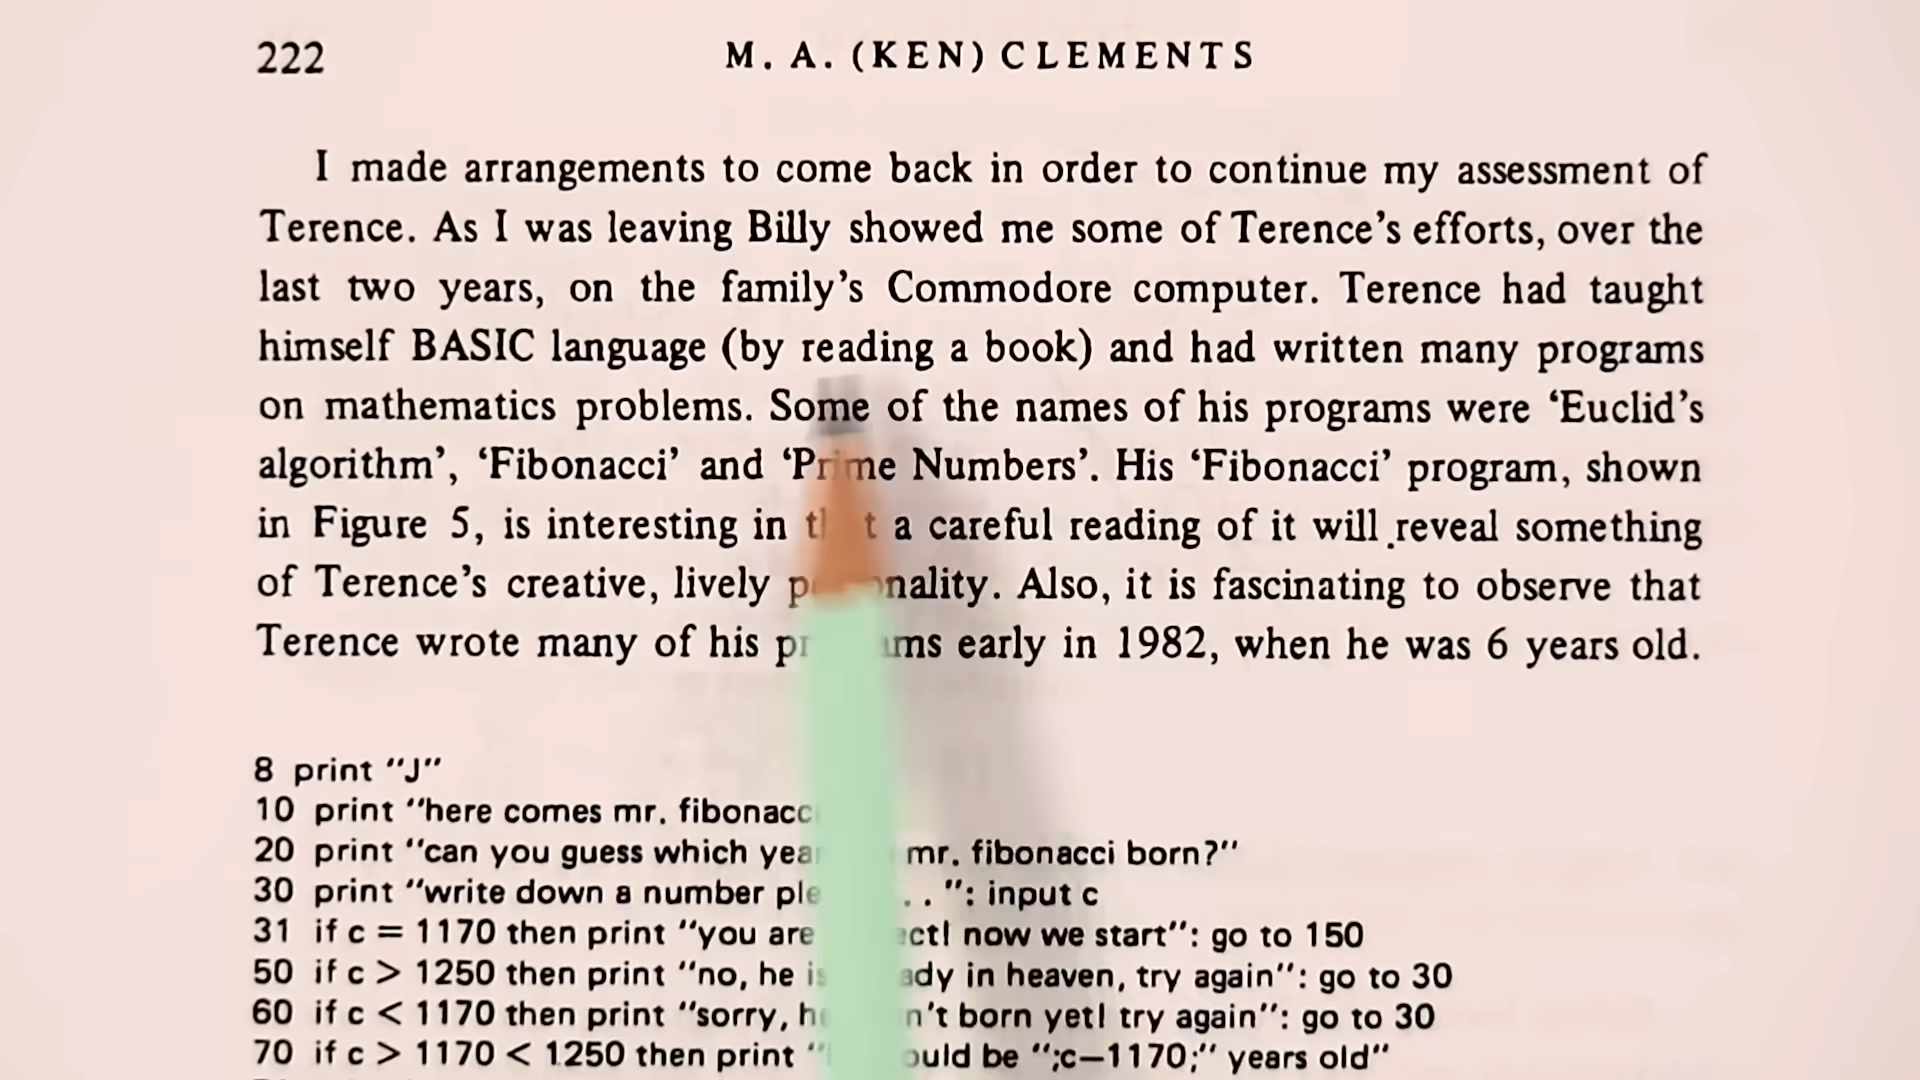 222 M. A. (KEN) CLEMENTS
I made arrangements to come back in order to continue my assessment of
Terence. As I was leaving Billy showed me some of Terence's efforts, over the
last two years, on the family's Commodore computer. Terence had taught
himself BASIC language (by reading a book) and had written many programs
on mathematics problems. Some of the names of his programs were ‘Euclid's
algorithm’, ‘Fibonacci’ and ‘Prime Numbers’. His ‘Fibonacci’ program, shown
in Figure 5, is interesting in a careful reading of it will reveal something
of Terence's creative, lively Also, it is fascinating to observe that
Terence wrote many of his early in 1982, when he was 6 years old.
8 print "J"
10 print "here comes mr. fibonacc
20 print "can you guess which mr. fibonacci born?"
30 print "write down a number . . ": input c
31 if c = 1170 then print "you are now we start": go to 150
50 if c > 1250 then print "no, he in heaven, try again": go to 30
60 if c < 1170 then print "sorry, born yet! try again": go to 30
70 if c > 1170 < 1250 then print " be ";c−1170;" years old"